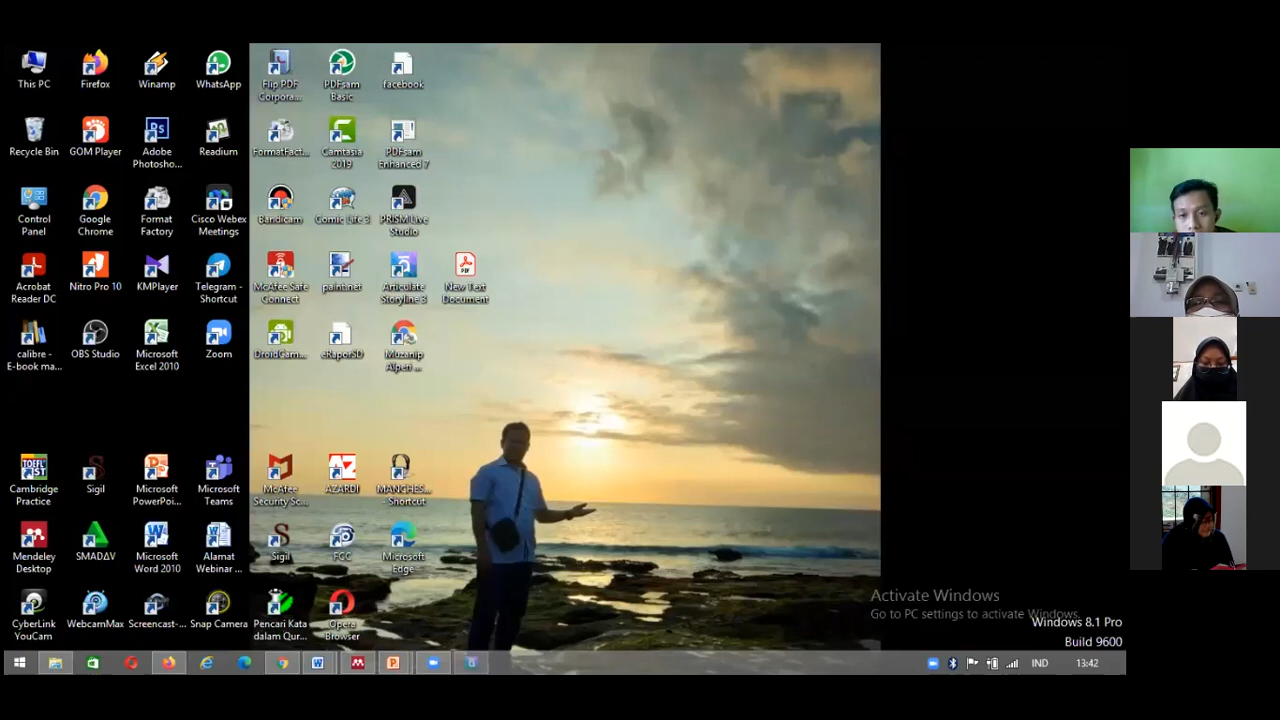 This PC
Firefox
Winamp
WhatsApp
Flip PDF
Corpora...
PDFsam
Basic
facebook
Recycle Bin
GOM Player
Adobe
Photosho...
Readium
FormatFact...
Camtasia
2019
PDFsam
Enhanced 7
Control
Panel
Google
Chrome
Format
Factory
Cisco Webex
Meetings
Bandicam
Comic Life 3
PRISM Live
Studio
Acrobat
Reader DC
Nitro Pro 10
KMPlayer
Telegram -
Shortcut
McAfee Safe
Connect
paint.net
Articulate
Storyline 3
New Text
Document
calibre -
E-book ma...
OBS Studio
Microsoft
Excel 2010
Zoom
DroidCam...
eRaporSD
Muzanip
Alperi ...
Cambridge
Practice
Sigil
Microsoft
PowerPoi...
Microsoft
Teams
McAfee
Security Sc...
AZARDI
MANCHES...
- Shortcut
Mendeley
Desktop
SMADΔV
Microsoft
Word 2010
Alamat
Webinar ...
Sigil
FCC
Microsoft
Edge
CyberLink
YouCam
WebcamMax
Screencast-...
Snap Camera
Pencari Kata
dalam Qur...
Opera
Browser
Activate Windows
Go to PC settings to activate Windows.
Windows 8.1 Pro
Build 9600
IND
13:42